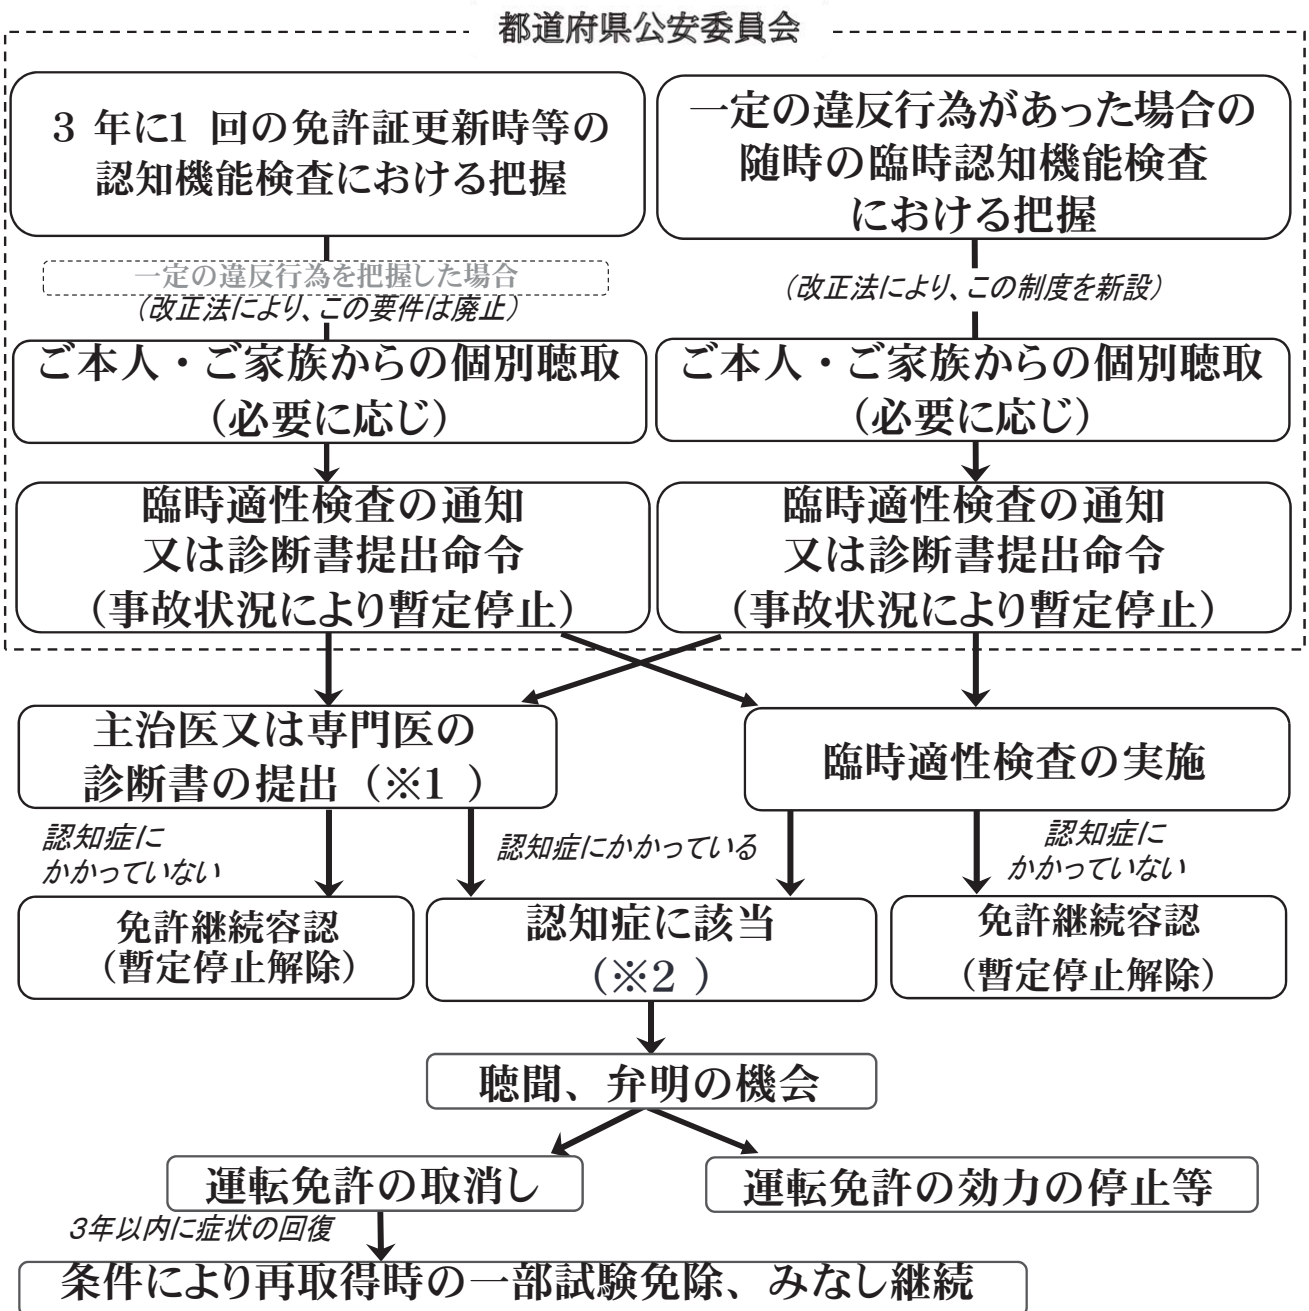 都道府県公安委員会
3 年に1 回の免許証更新時等の
認知機能検査における把握
一定の違反行為があった場合の
随時の臨時認知機能検査
における把握
一定の違反行為を把握した場合
(改正法により、この要件は廃止)
(改正法により、この制度を新設)
ご本人・ご家族からの個別聴取
(必要に応じ)
ご本人・ご家族からの個別聴取
(必要に応じ)
臨時適性検査の通知
又は診断書提出命令
(事故状況により暫定停止)
臨時適性検査の通知
又は診断書提出命令
(事故状況により暫定停止)
主治医又は専門医の
診断書の提出(※1 )
臨時適性検査の実施
認知症に
かかっていない
認知症にかかっている
認知症に
かかっていない
免許継続容認
(暫定停止解除)
認知症に該当
(※2 )
免許継続容認
(暫定停止解除)
聴聞、弁明の機会
運転免許の取消し
運転免許の効力の停止等
3年以内に症状の回復
条件により再取得時の一部試験免除、みなし継続